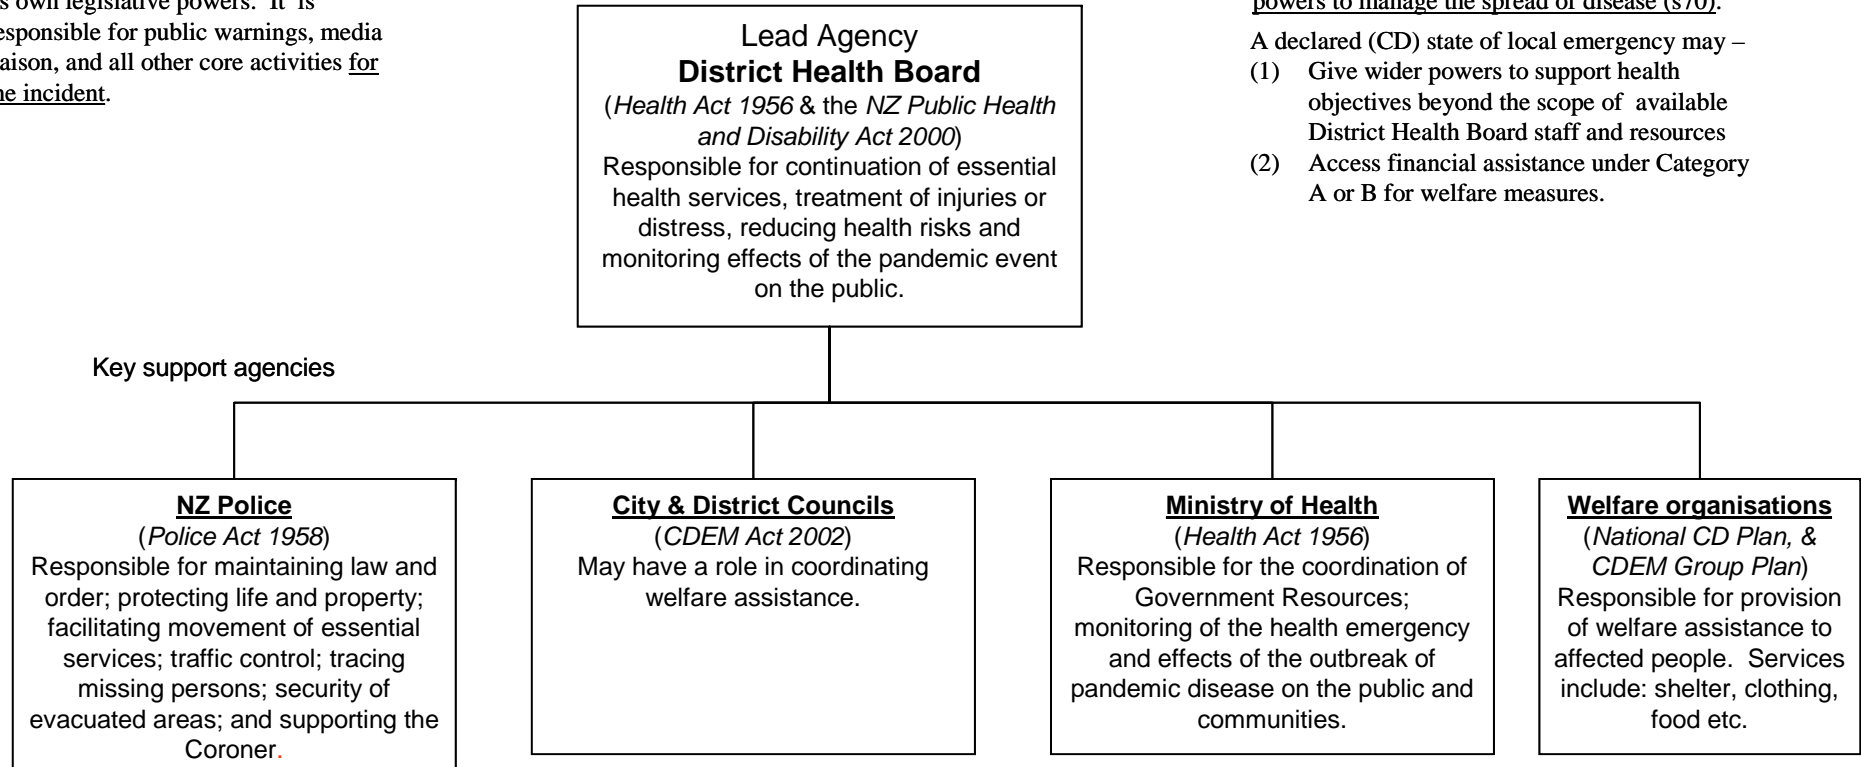 s own legislative powers.  It  is
esponsible for public warnings, media
aison, and all other core activities for
ne incident.
Lead Agency
District Health Board
(Health Act 1956 & the NZ Public Health
and Disability Act 2000)
Responsible for continuation of essential
health services, treatment of injuries or
distress, reducing health risks and
monitoring effects of the pandemic event
on the public.
powers to manage the spread of disease (s70).
A declared (CD) state of local emergency may –
(1) Give wider powers to support health
objectives beyond the scope of  available
District Health Board staff and resources
(2) Access financial assistance under Category
A or B for welfare measures.
Key support agencies
NZ Police
(Police Act 1958)
Responsible for maintaining law and
order; protecting life and property;
facilitating movement of essential
services; traffic control; tracing
missing persons; security of
evacuated areas; and supporting the
Coroner.
City & District Councils
(CDEM Act 2002)
May have a role in coordinating
welfare assistance.
Ministry of Health
(Health Act 1956)
Responsible for the coordination of
Government Resources;
monitoring of the health emergency
and effects of the outbreak of
pandemic disease on the public and
communities.
Welfare organisations
(National CD Plan, &
CDEM Group Plan)
Responsible for provision
of welfare assistance to
affected people.  Services
include: shelter, clothing,
food etc.